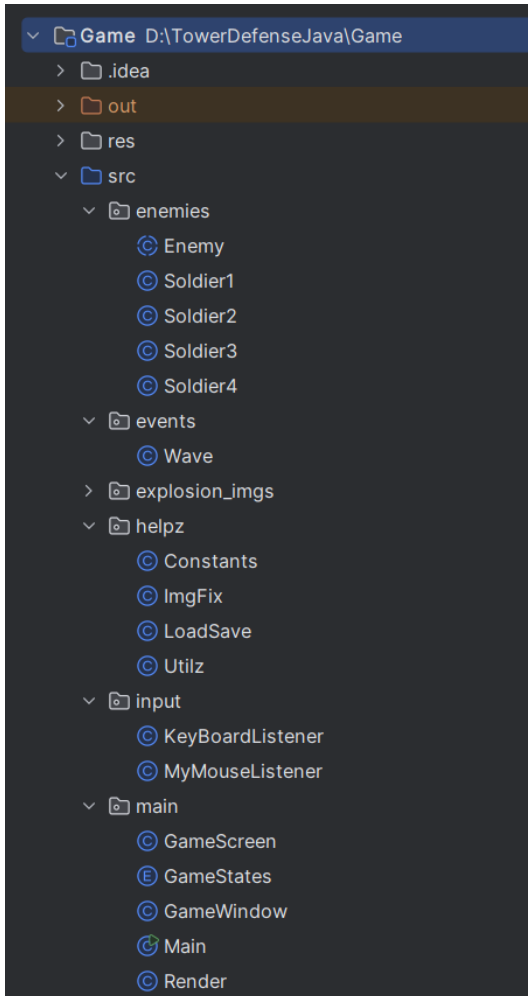 Game D:\TowerDefenseJava\Game
.idea
out
res
src
enemies
Enemy
Soldier1
Soldier2
Soldier3
Soldier4
events
Wave
explosion_imgs
helpz
Constants
ImgFix
LoadSave
Utilz
input
KeyBoardListener
MyMouseListener
main
GameScreen
GameStates
GameWindow
Main
Render